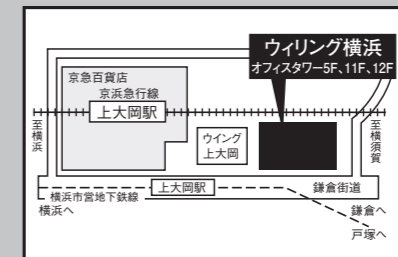 ウィリング横浜
オフィスタワー5F、11F、12F
京急百貨店
京浜急行線
上大岡駅
至横浜
ウイング
上大岡
至横須賀
上大岡駅
鎌倉街道
横浜市営地下鉄線
横浜へ
鎌倉へ
戸塚へ